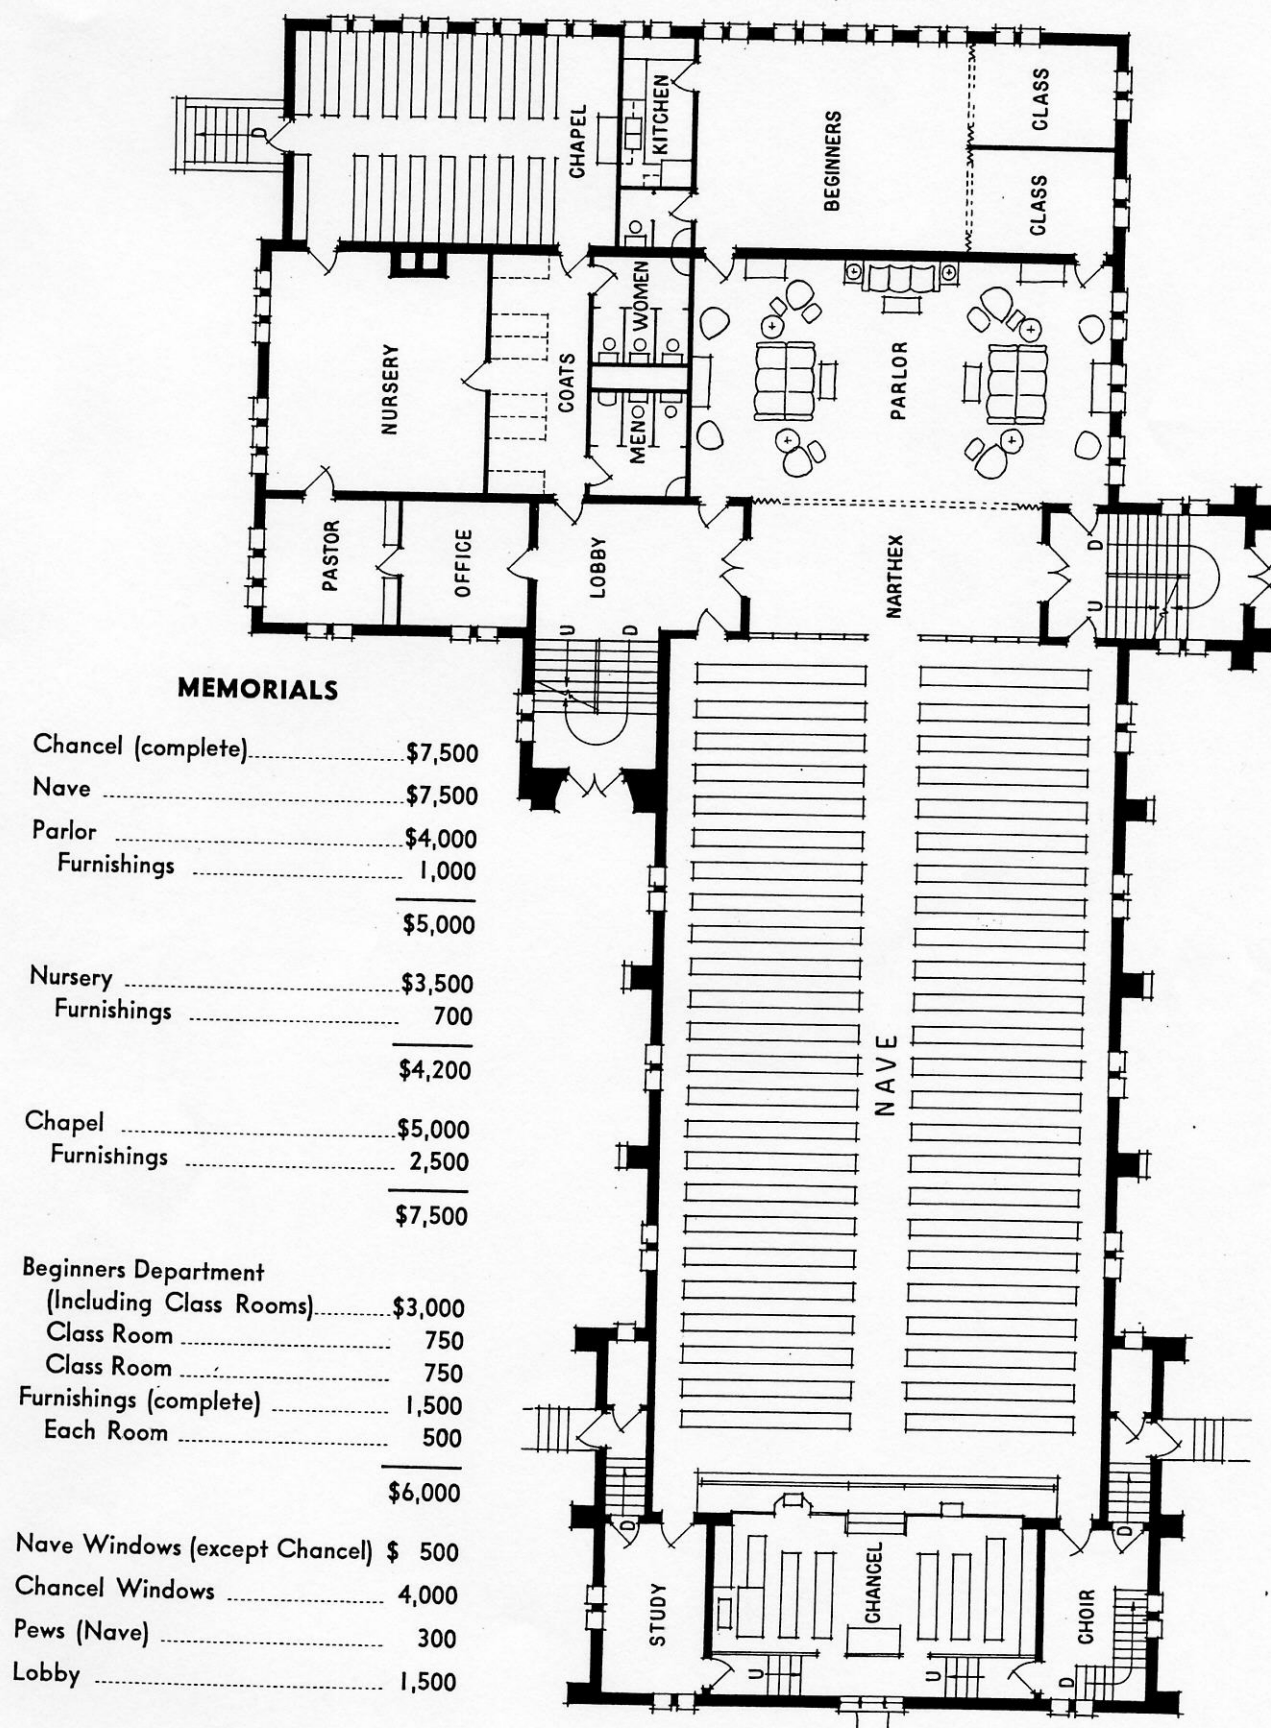 CHAPEL
KITCHEN
BEGINNERS
CLASS
CLASS
D
NURSERY
COATS
WOMEN
MEN
PARLOR
PASTOR
OFFICE
LOBBY
NARTHEX
U
D
U
D
MEMORIALS
Chancel (complete) $7,500
Nave $7,500
Parlor $4,000
Furnishings 1,000
$5,000
Nursery $3,500
Furnishings 700
$4,200
Chapel $5,000
Furnishings 2,500
$7,500
Beginners Department
(Including Class Rooms) $3,000
Class Room 750
Class Room 750
Furnishings (complete) 1,500
Each Room 500
$6,000
Nave Windows (except Chancel) $ 500
Chancel Windows 4,000
Pews (Nave) 300
Lobby 1,500
NAVE
D
D
STUDY
CHANCEL
CHOIR
U
U
D